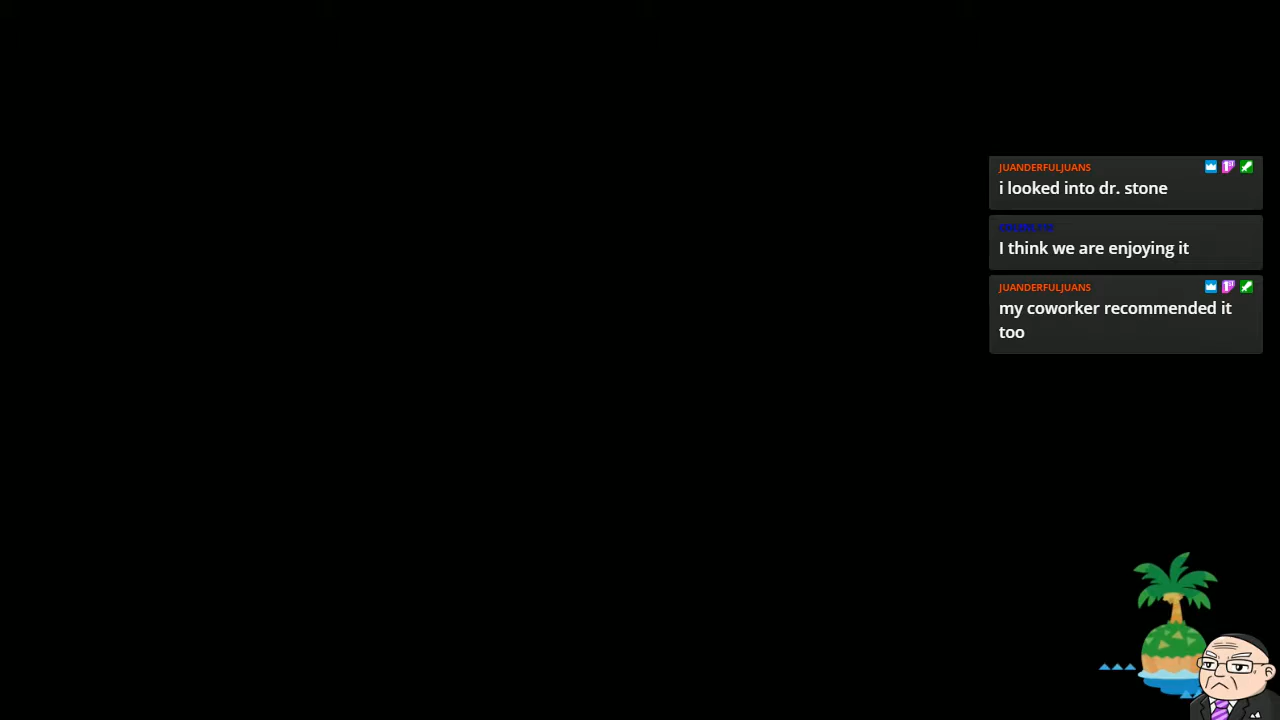 JUANDERFULJUANS
i looked into dr. stone
I think we are enjoying it
JUANDERFULJUANS
my coworker recommended it
too